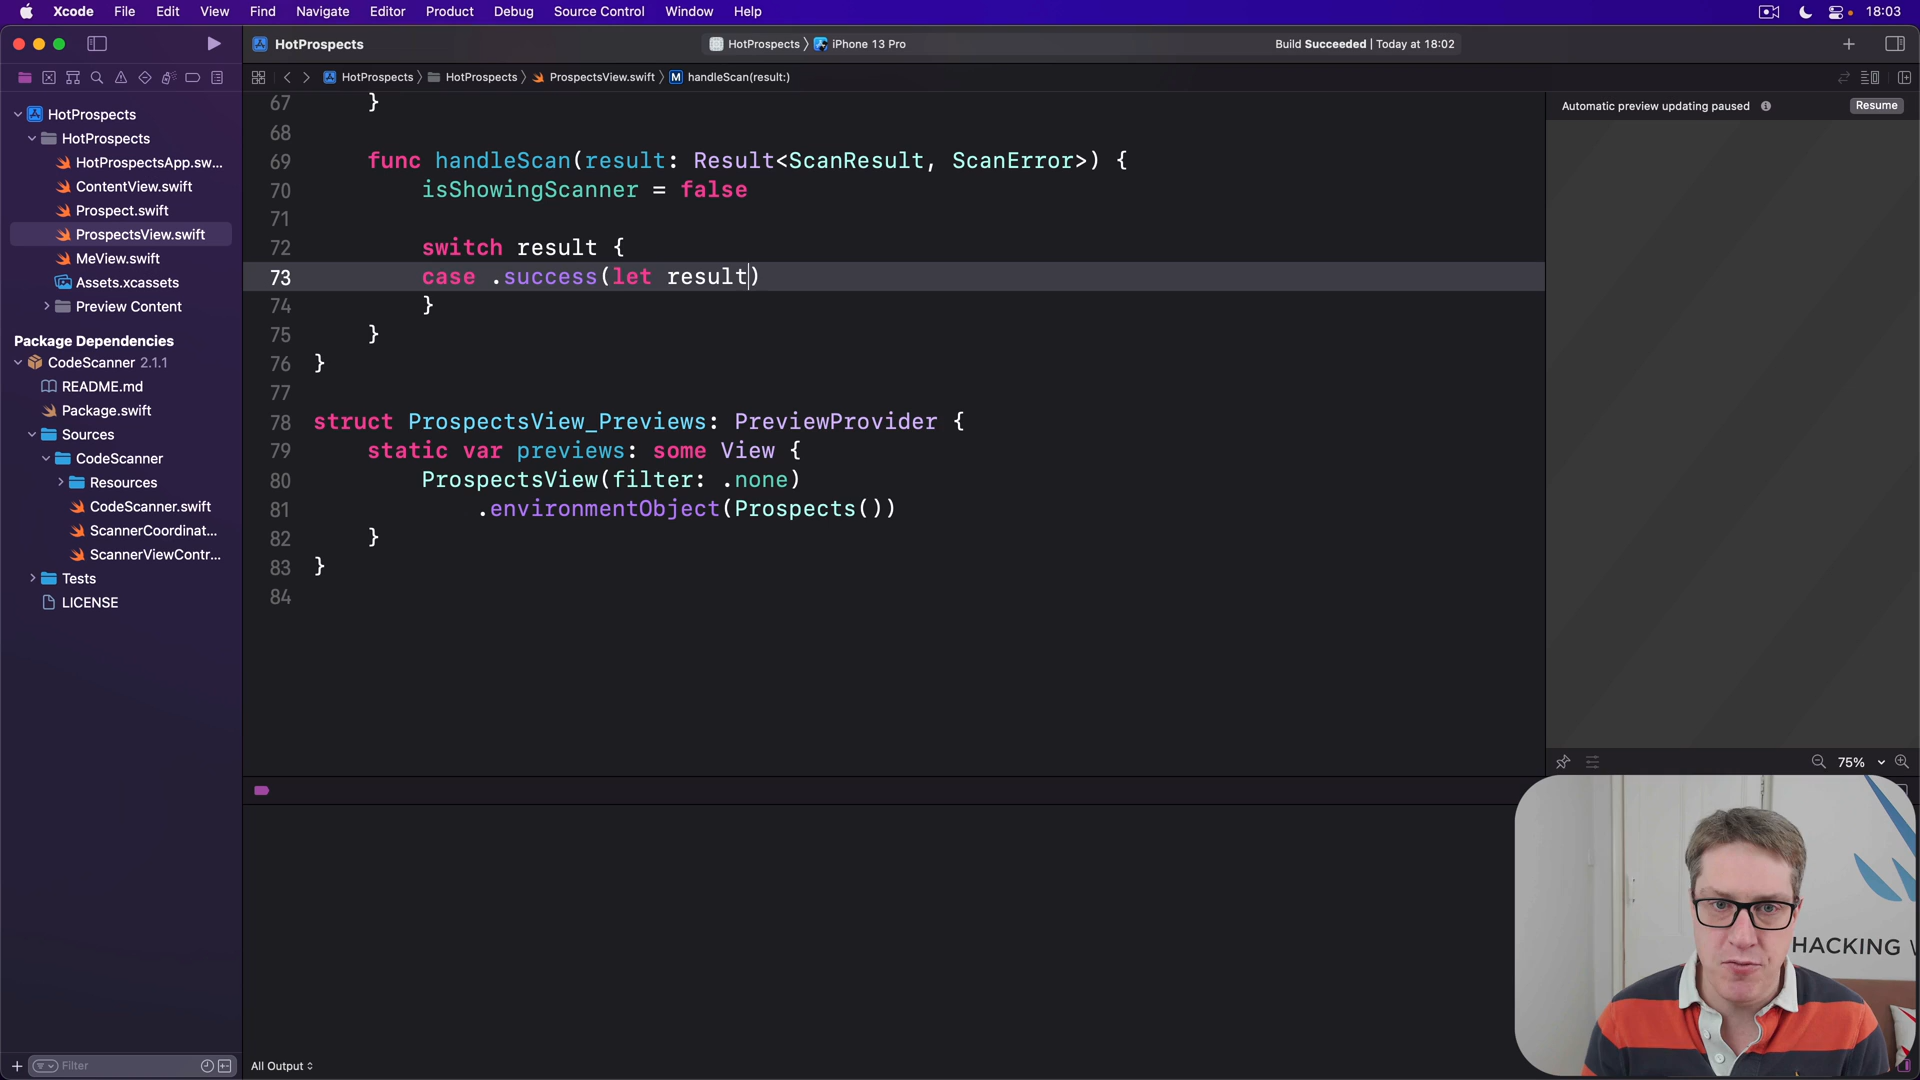 Xcode File Edit View Find Navigate Editor Product Debug Source Control Window Help 18:03
HotProspects HotProspects iPhone 13 Pro Build Succeeded | Today at 18:02
HotProspects HotProspects ProspectsView.swift M handleScan(result:)
Automatic preview updating paused Resume
HotProspects
HotProspects
HotProspectsApp.sw...
ContentView.swift
Prospect.swift
ProspectsView.swift
MeView.swift
Assets.xcassets
Preview Content
Package Dependencies
CodeScanner 2.1.1
README.md
Package.swift
Sources
CodeScanner
Resources
CodeScanner.swift
ScannerCoordinat...
ScannerViewContr...
Tests
LICENSE
Filter
67 }
68
69 func handleScan(result: Result<ScanResult, ScanError>) {
70 isShowingScanner = false
71
72 switch result {
73 case .success(let result)
74 }
75 }
76 }
77
78 struct ProspectsView_Previews: PreviewProvider {
79 static var previews: some View {
80 ProspectsView(filter: .none)
81 .environmentObject(Prospects())
82 }
83 }
84
75%
All Output
HACKING W